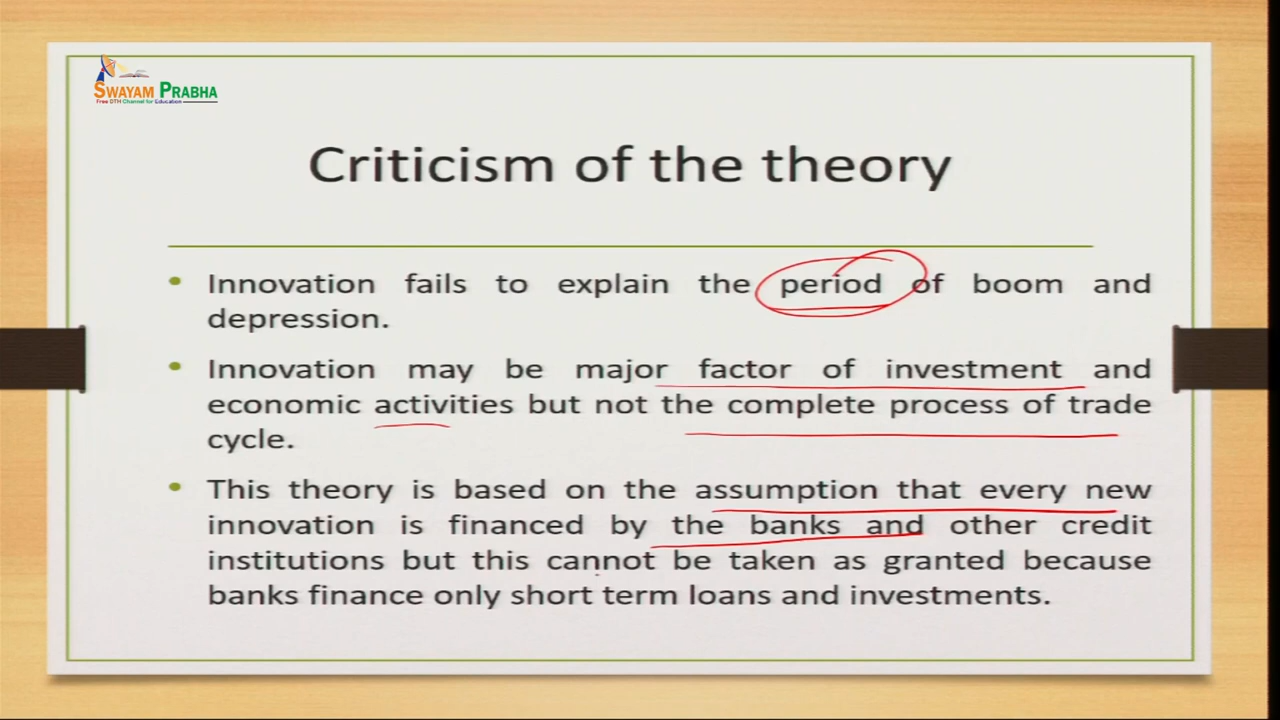 SWAYAM PRABHA
Free DTH Channel for Education
Criticism of the theory
• Innovation fails to explain the period of boom and
depression.
• Innovation may be major factor of investment and
economic activities but not the complete process of trade
cycle.
• This theory is based on the assumption that every new
innovation is financed by the banks and other credit
institutions but this cannot be taken as granted because
banks finance only short term loans and investments.